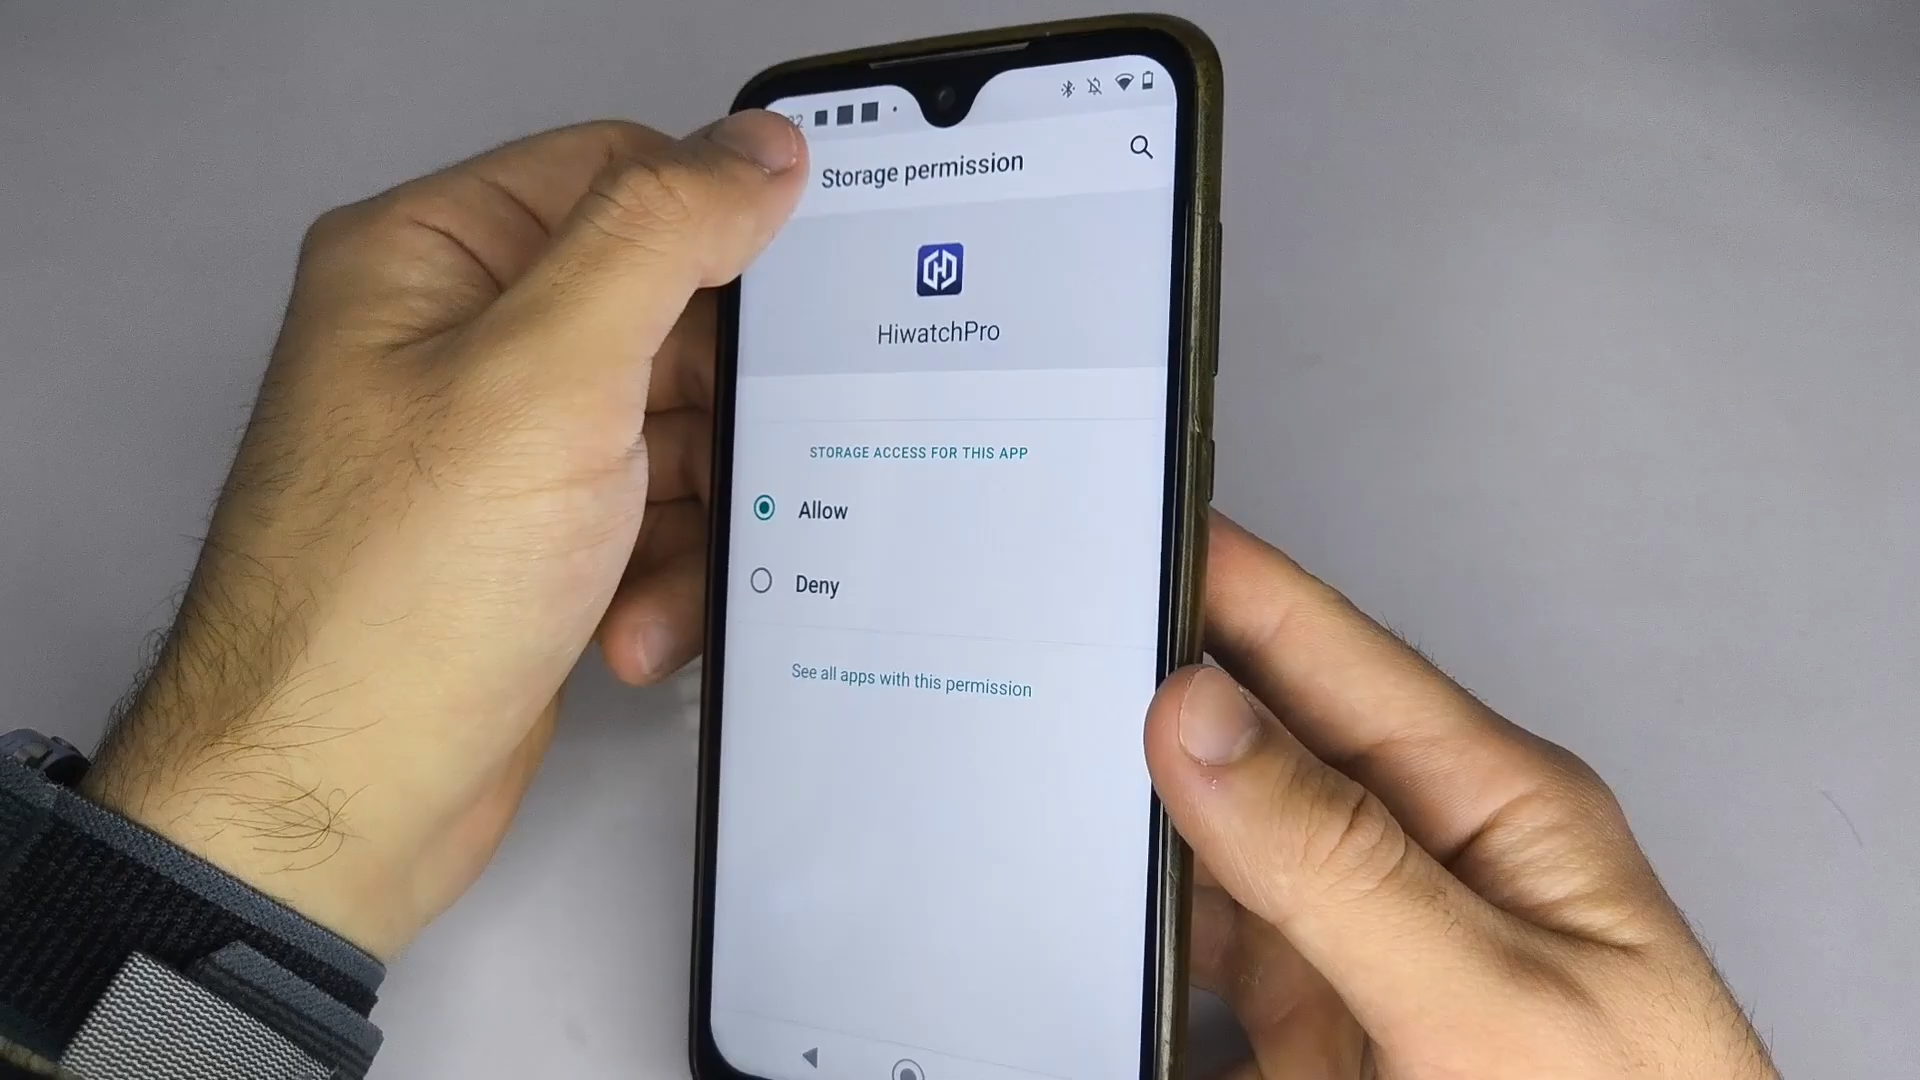 Storage permission
HiwatchPro
STORAGE ACCESS FOR THIS APP
Allow
Deny
See all apps with this permission